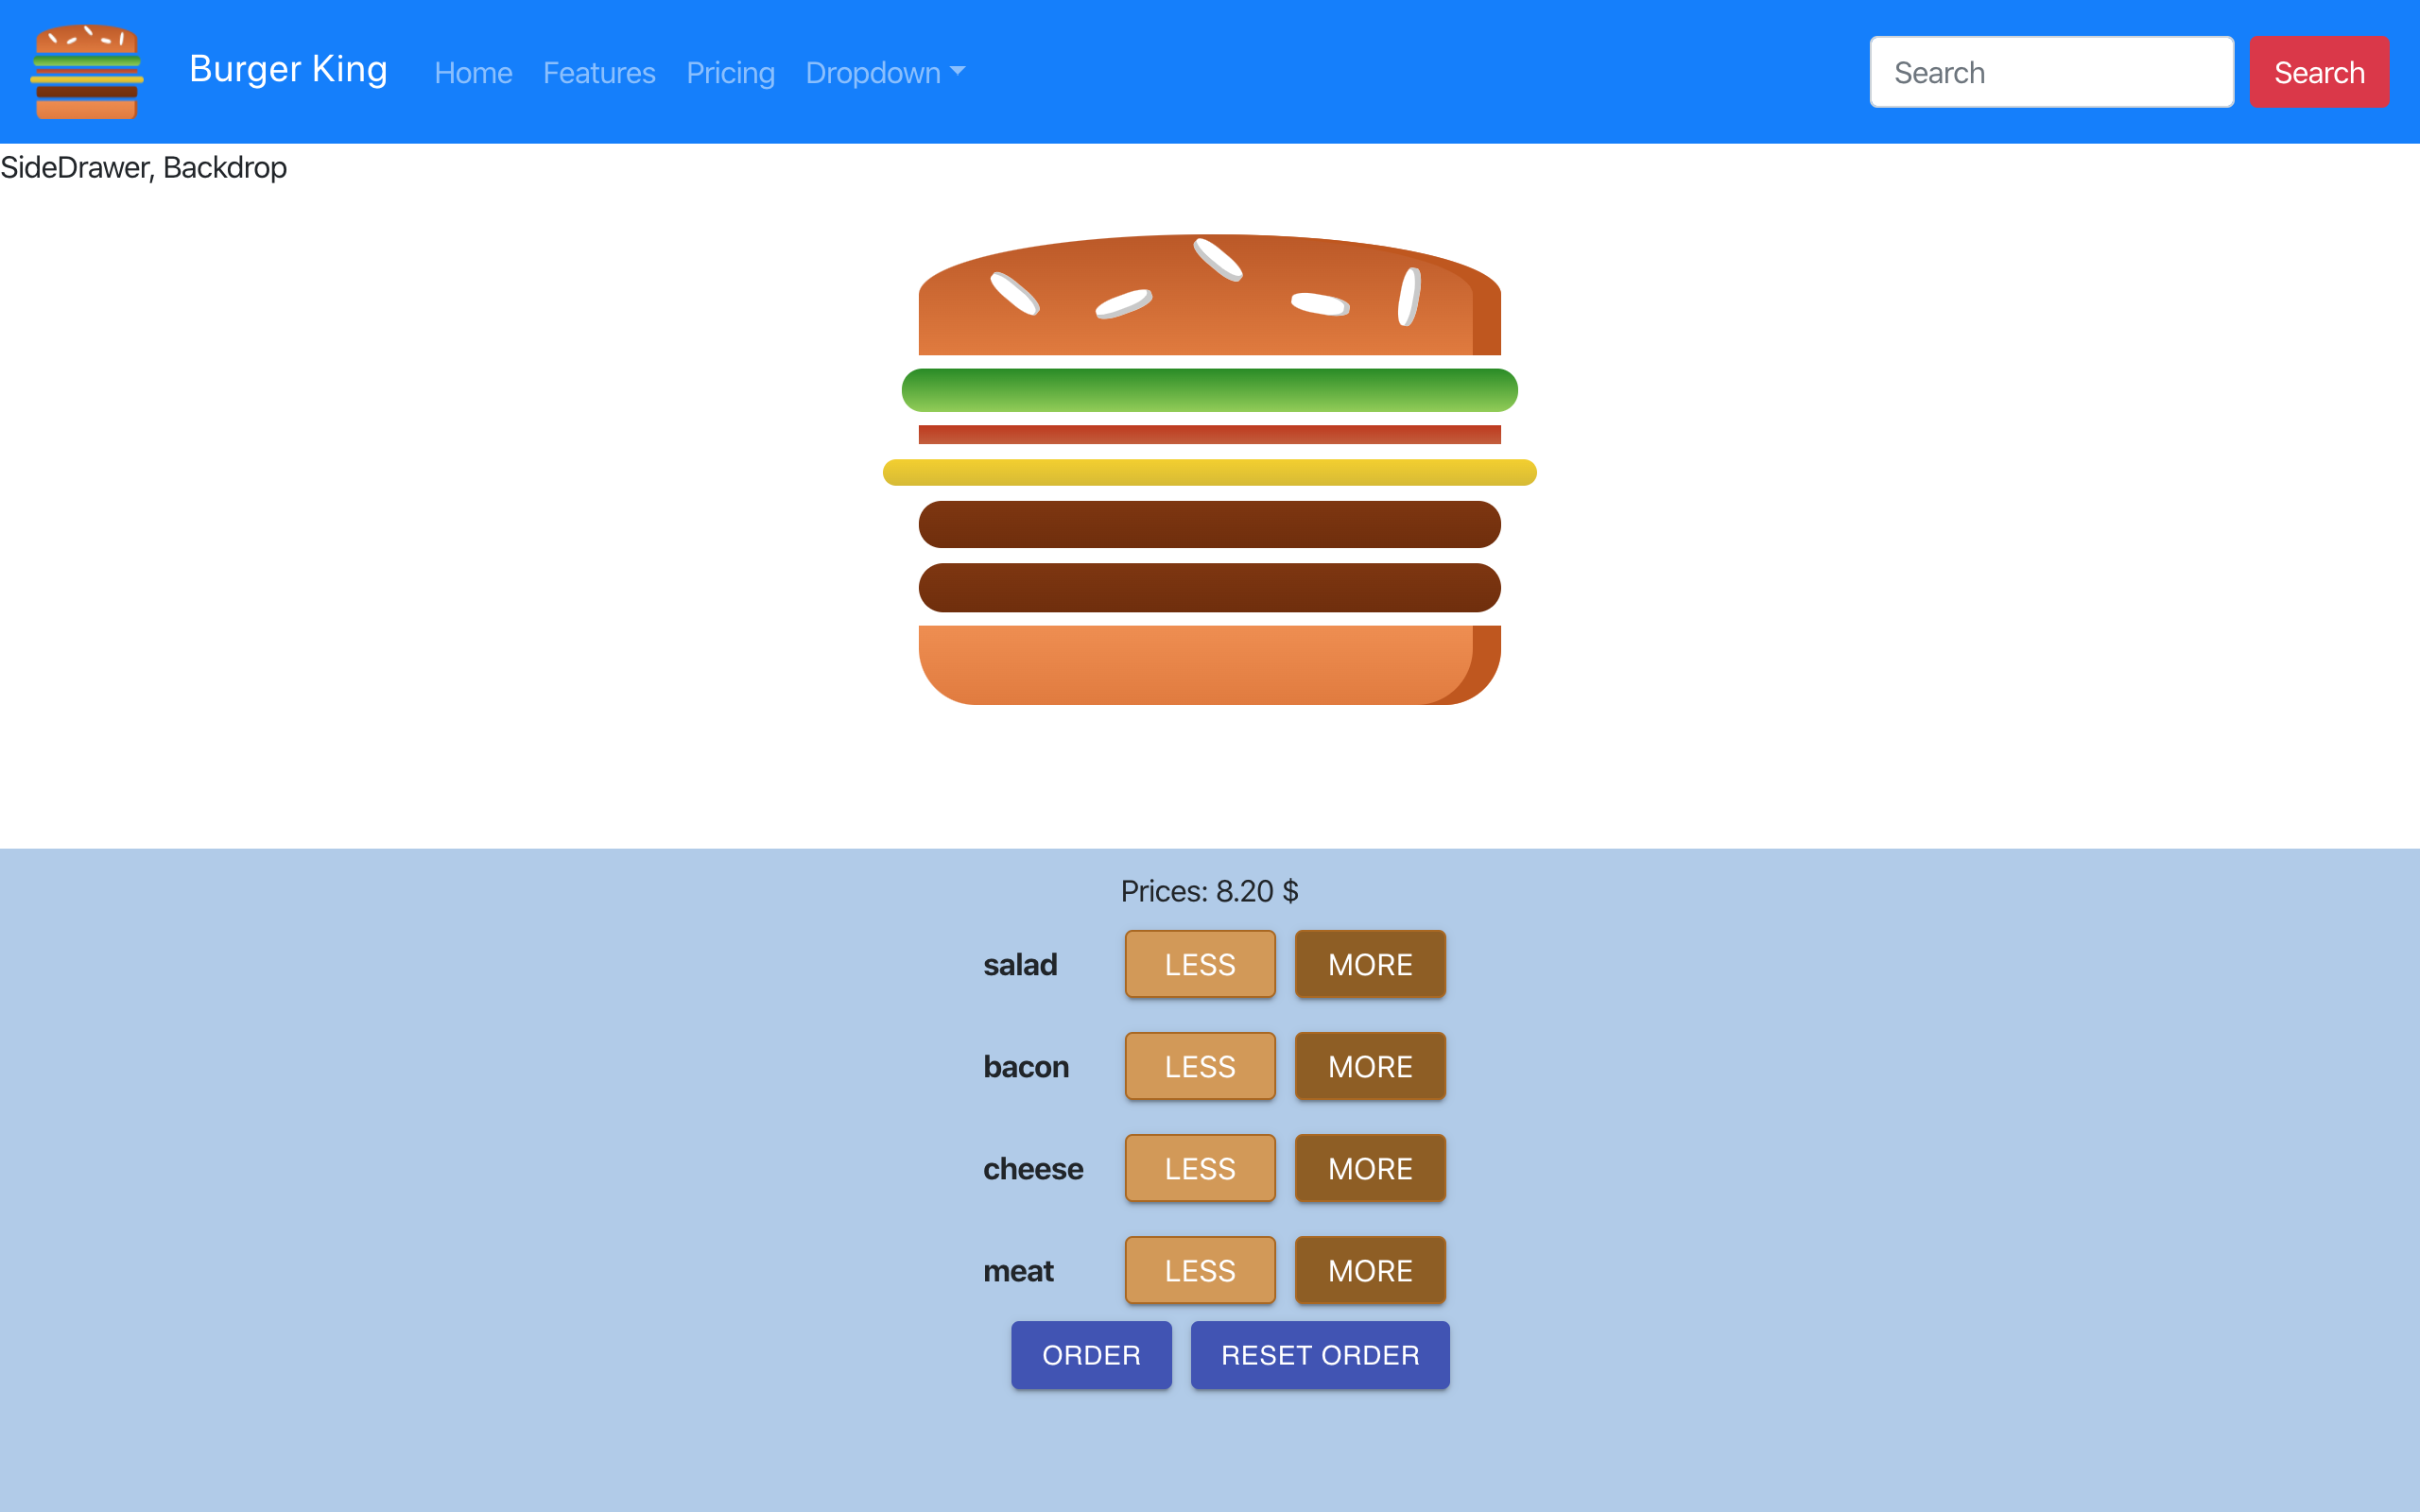 Burger King Home Features Pricing Dropdown Search Search
SideDrawer, Backdrop
Prices: 8.20 $
salad LESS MORE
bacon LESS MORE
cheese LESS MORE
meat LESS MORE
ORDER RESET ORDER